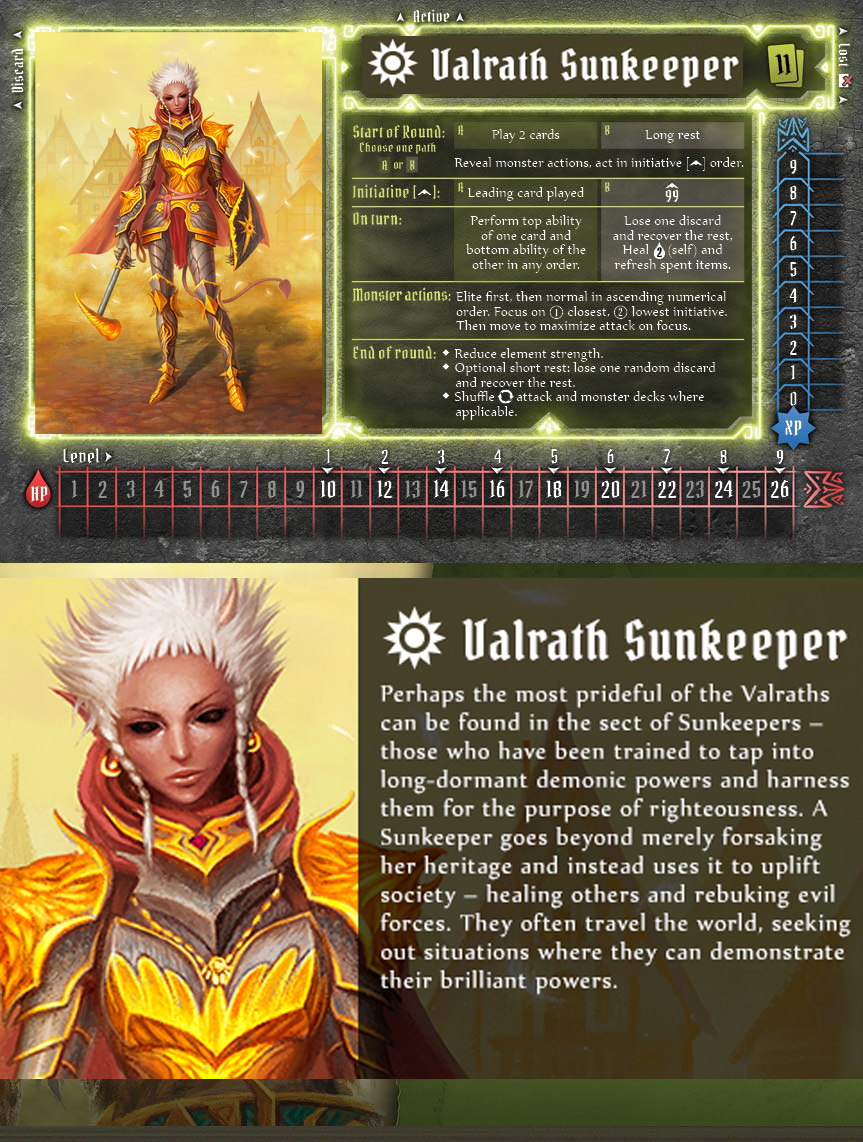 Active
Discard
Lost
Valrath Sunkeeper
11
Start of Round:
Choose one path
A or B
A Play 2 cards
B Long rest
Reveal monster actions, act in initiative [ ] order.
Initiative [ ]:
A Leading card played
B 99
On turn:
Perform top ability
of one card and
bottom ability of the
other in any order.
Lose one discard
and recover the rest.
Heal 2 (self) and
refresh spent items.
Monster actions:
Elite first, then normal in ascending numerical
order. Focus on 1 closest, 2 lowest initiative.
Then move to maximize attack on focus.
End of round:
Reduce element strength.
Optional short rest: lose one random discard
and recover the rest.
Shuffle attack and monster decks where
applicable.
9
8
7
6
5
4
3
2
1
0
XP
Level 1 2 3 4 5 6 7 8 9
HP 1 2 3 4 5 6 7 8 9 10 11 12 13 14 15 16 17 18 19 20 21 22 23 24 25 26
Valrath Sunkeeper
Perhaps the most prideful of the Valraths
can be found in the sect of Sunkeepers –
those who have been trained to tap into
long-dormant demonic powers and harness
them for the purpose of righteousness. A
Sunkeeper goes beyond merely forsaking
her heritage and instead uses it to uplift
society – healing others and rebuking evil
forces. They often travel the world, seeking
out situations where they can demonstrate
their brilliant powers.